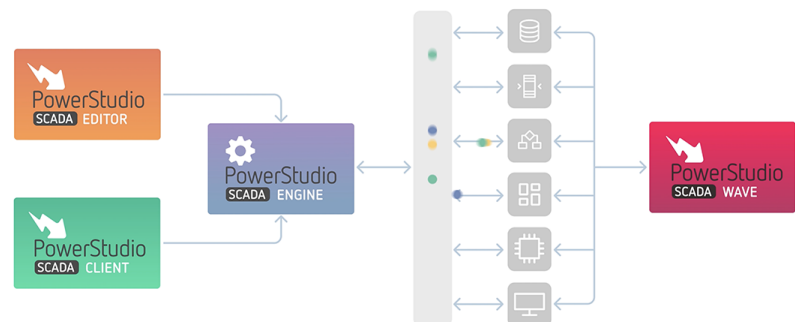 PowerStudio
SCADA EDITOR
PowerStudio
SCADA ENGINE
PowerStudio
SCADA CLIENT
PowerStudio
SCADA WAVE